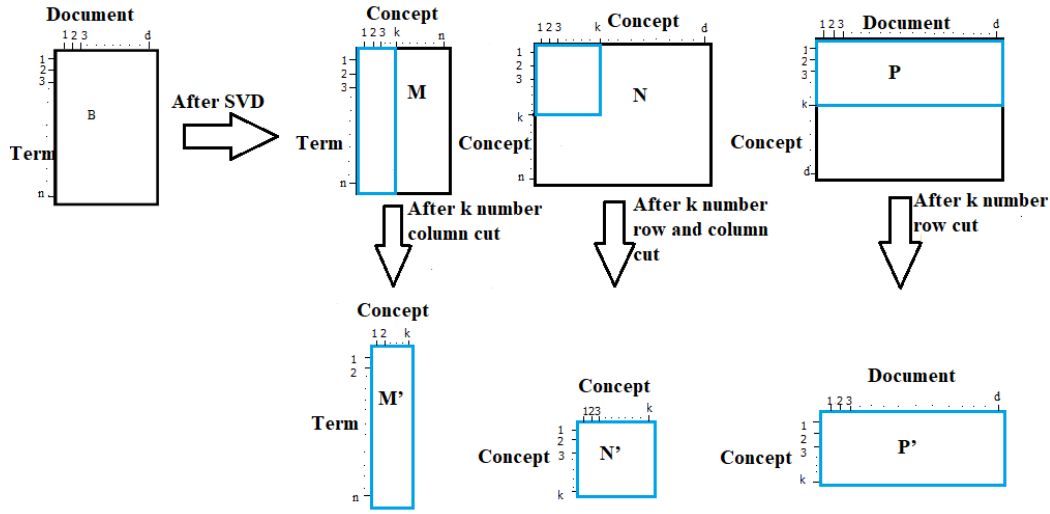 Document
1 2 3 . . . . . . . d
1
2
3
n
B
Term
After SVD
Concept
1 2 3 k n
1
2
3
n
M
Term
1 2 3 k d
1
2
3
k
n
N
Concept
Document
1 2 3 d
1
2
3
k
d
P
Concept
After k number
column cut
After k number
row and column
cut
After k number
row cut
Concept
1 2 k
1
2
n
M’
Term
Concept
1 2 3 k
1
2
3
k
N’
Concept
Document
1 2 3 d
1
2
3
k
P’
Concept